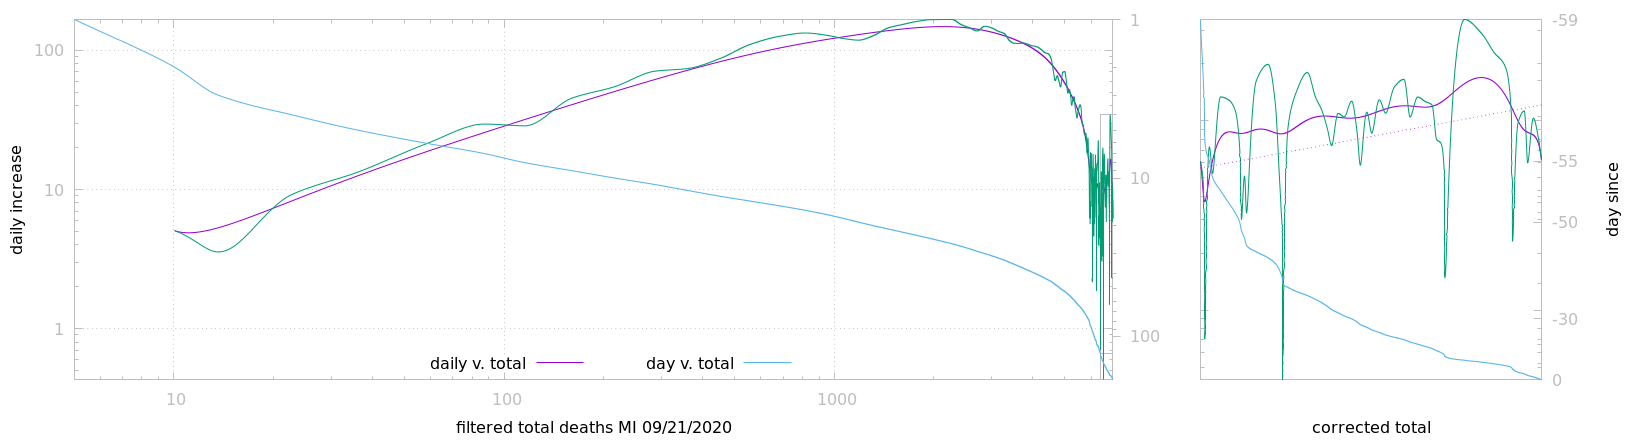 100
10
1
daily increase
daily v. total
day v. total
10
100
1000
filtered total deaths MI 09/21/2020
1
10
100
-59
-55
-50
-30
0
day since
corrected total